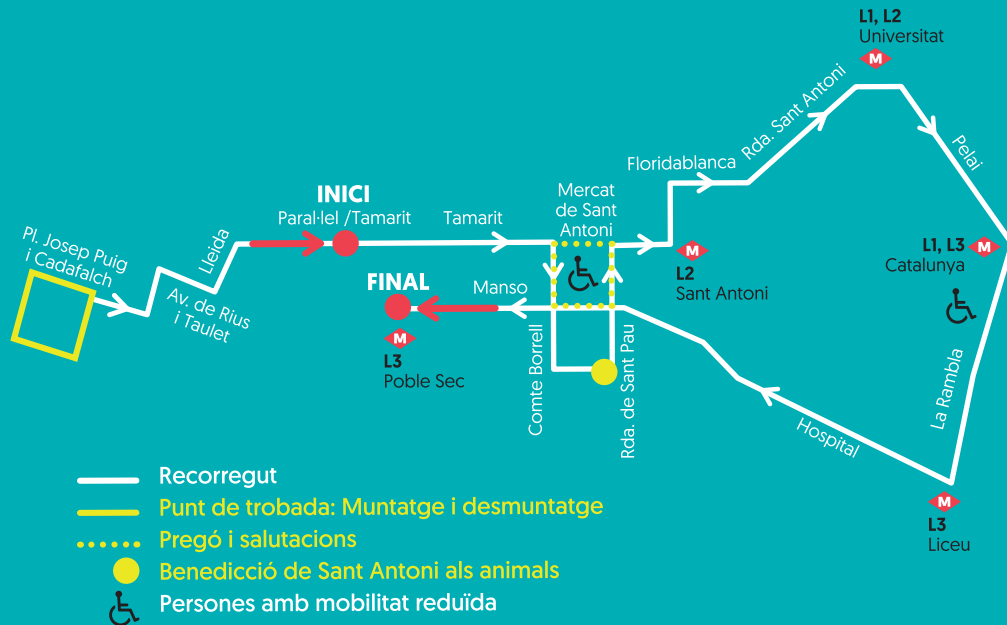 L1, L2
Universitat
M
Rda. Sant Antoni
Pelai
Floridablanca
INICI
Paral·lel /Tamarit
Tamarit
Mercat
de Sant
Antoni
Pl. Josep Puig
i Cadafalch
Lleida
Av. de Rius
i Taulet
M
L2
Sant Antoni
L1, L3
Catalunya
M
FINAL
Manso
M
L3
Poble Sec
Comte Borrell
Rda. de Sant Pau
La Rambla
Hospital
M
L3
Liceu
Recorregut
Punt de trobada: Muntatge i desmuntatge
Pregó i salutacions
Benedicció de Sant Antoni als animals
Persones amb mobilitat reduïda